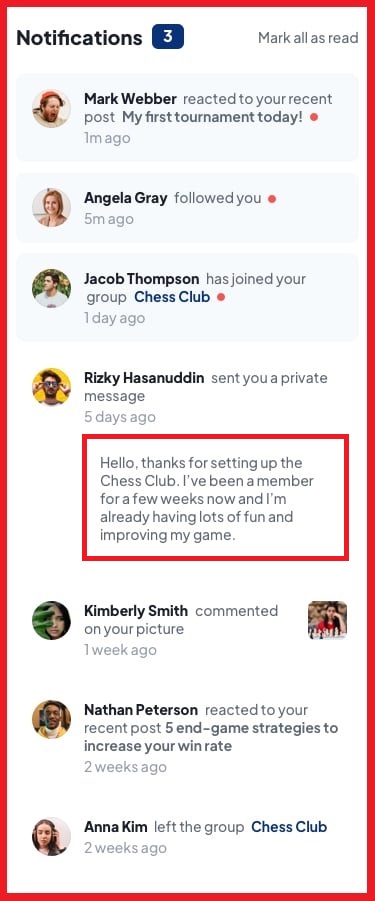 Notifications 3 Mark all as read
Mark Webber reacted to your recent
post My first tournament today!
1m ago
Angela Gray followed you
5m ago
Jacob Thompson has joined your
group Chess Club
1 day ago
Rizky Hasanuddin sent you a private
message
5 days ago
Hello, thanks for setting up the
Chess Club. I’ve been a member
for a few weeks now and I’m
already having lots of fun and
improving my game.
Kimberly Smith commented
on your picture
1 week ago
Nathan Peterson reacted to your
recent post 5 end-game strategies to
increase your win rate
2 weeks ago
Anna Kim left the group Chess Club
2 weeks ago